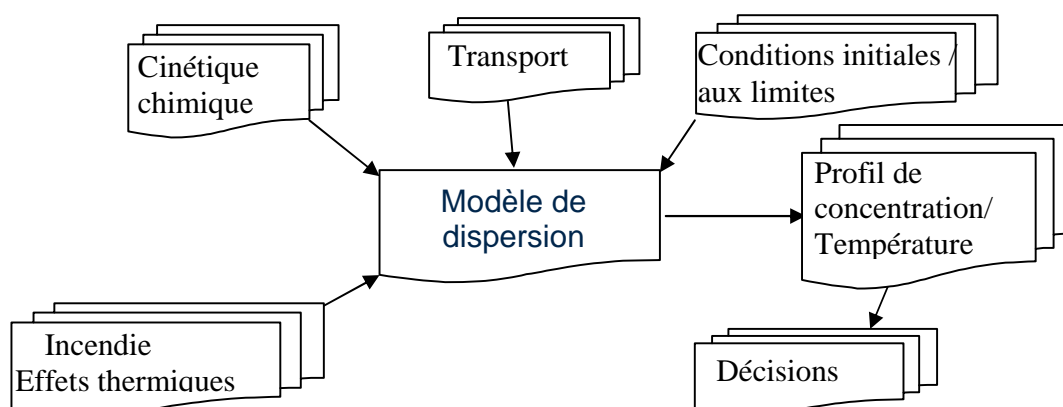 Cinétique
chimique
Transport
Conditions initiales /
aux limites
Modèle de
dispersion
Profil de
concentration/
Température
Incendie
Effets thermiques
Décisions